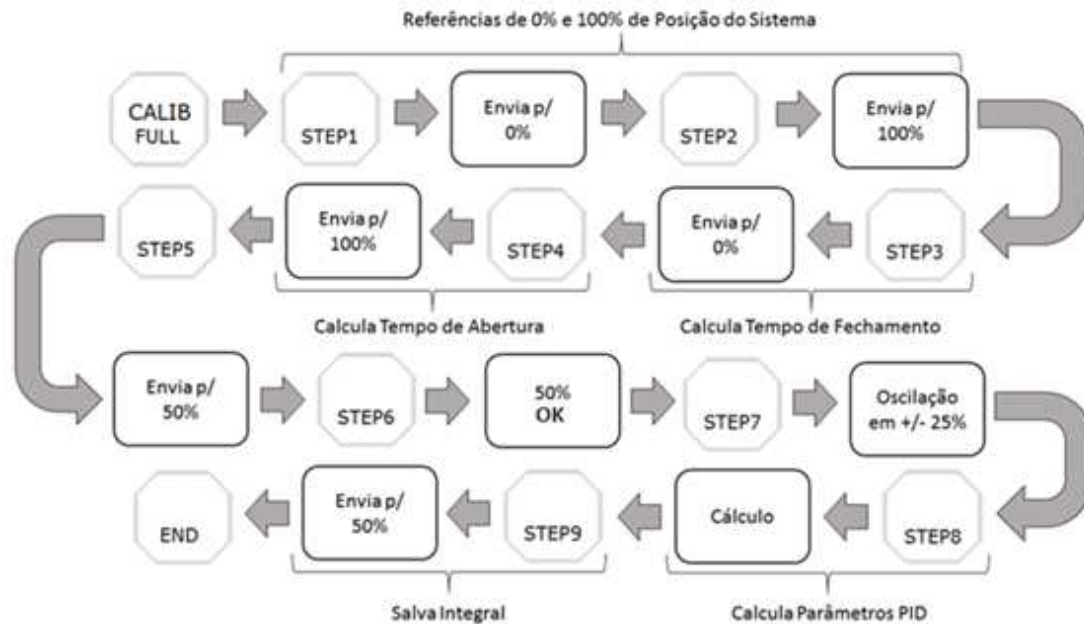 Referências de 0% e 100% de Posição do Sistema
CALIB
FULL
STEP1
Envia p/
0%
STEP2
Envia p/
100%
STEP3
Envia p/
0%
STEP4
Envia p/
100%
STEP5
Calcula Tempo de Abertura
Calcula Tempo de Fechamento
Envia p/
50%
STEP6
50%
OK
STEP7
Oscilação
em +/- 25%
STEP8
Cálculo
STEP9
Envia p/
50%
END
Salva Integral
Calcula Parâmetros PID